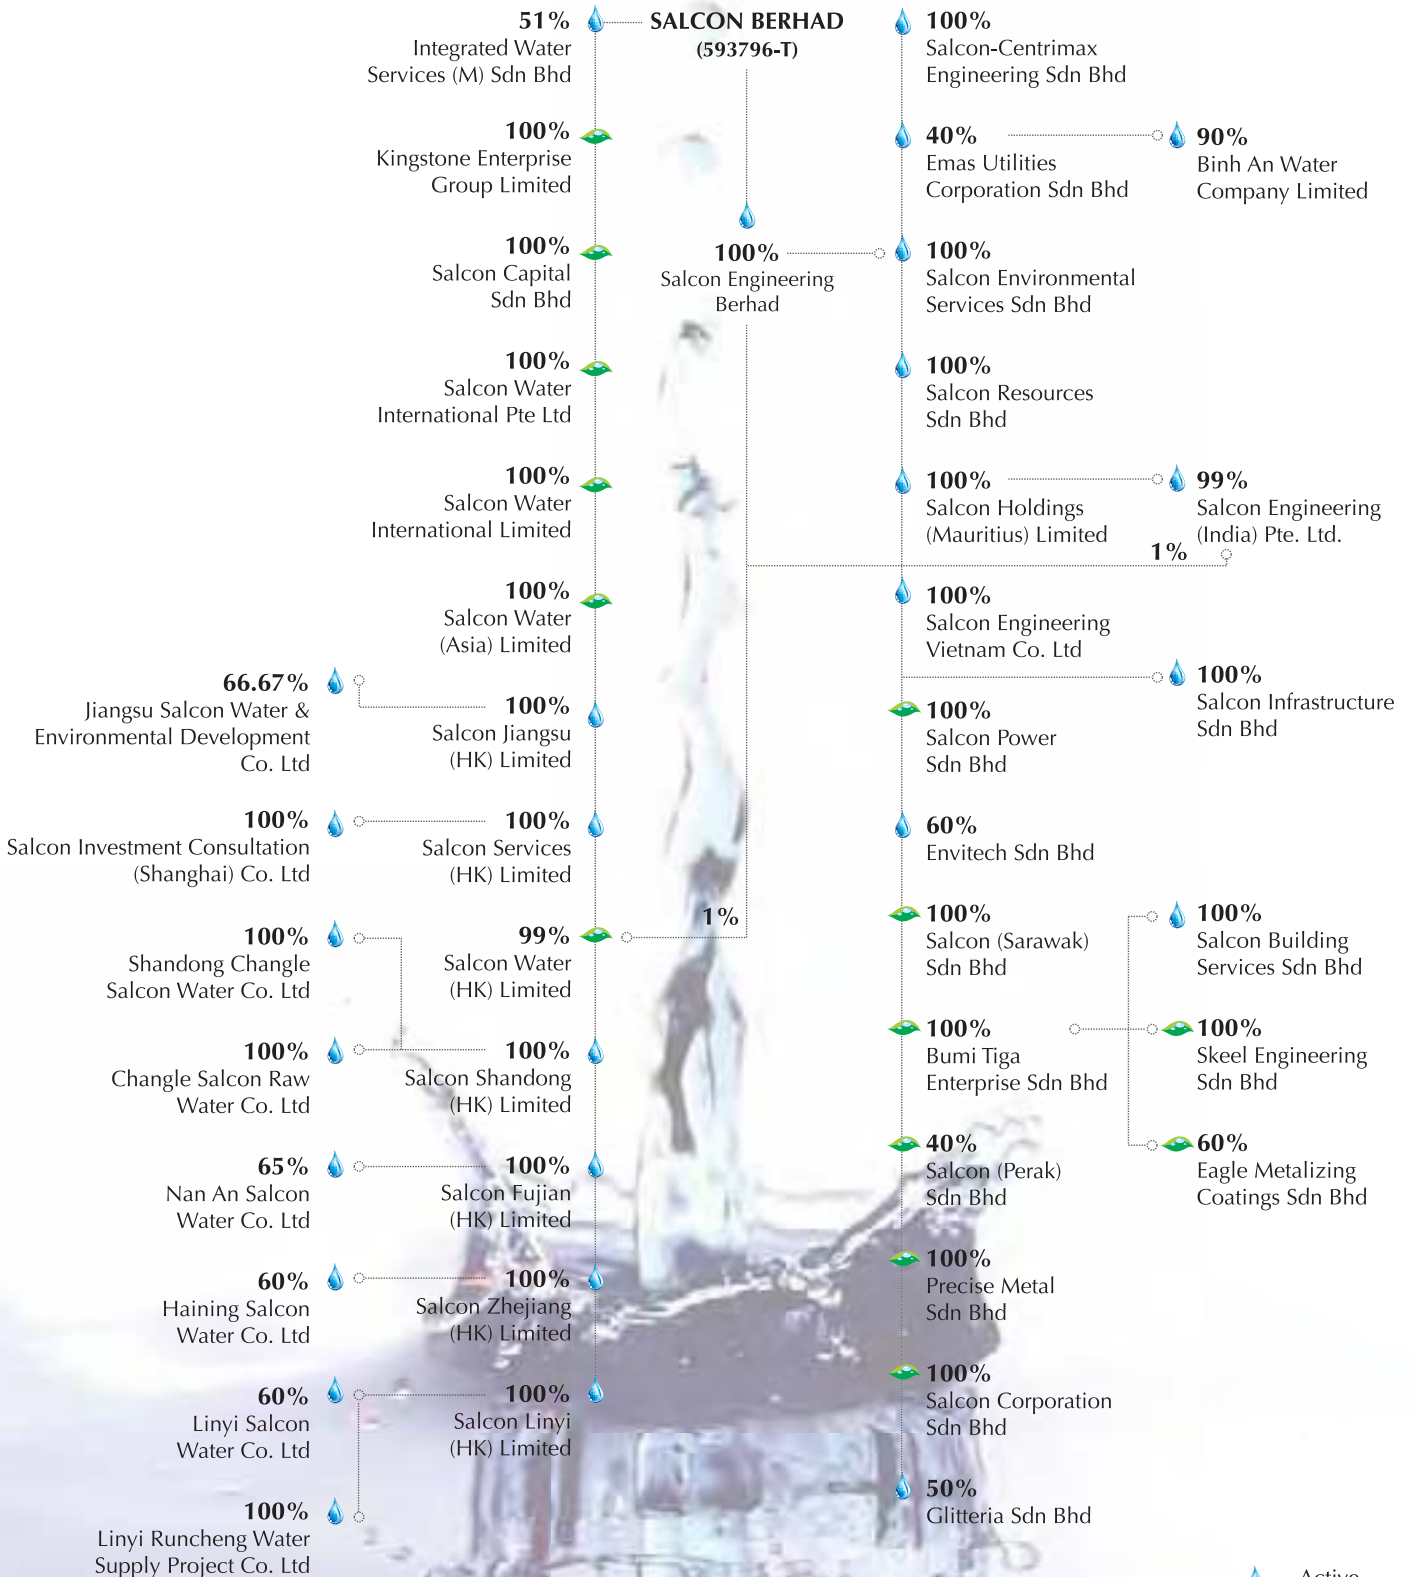 SALCON BERHAD
(593796-T)
51%
Integrated Water
Services (M) Sdn Bhd
100%
Kingstone Enterprise
Group Limited
100%
Salcon Capital
Sdn Bhd
100%
Salcon Water
International Pte Ltd
100%
Salcon Water
International Limited
100%
Salcon Water
(Asia) Limited
100%
Salcon Jiangsu
(HK) Limited
66.67%
Jiangsu Salcon Water &
Environmental Development
Co. Ltd
100%
Salcon Services
(HK) Limited
100%
Salcon Investment Consultation
(Shanghai) Co. Ltd
99%
Salcon Water
(HK) Limited
1%
100%
Shandong Changle
Salcon Water Co. Ltd
100%
Salcon Shandong
(HK) Limited
100%
Changle Salcon Raw
Water Co. Ltd
100%
Salcon Fujian
(HK) Limited
65%
Nan An Salcon
Water Co. Ltd
100%
Salcon Zhejiang
(HK) Limited
60%
Haining Salcon
Water Co. Ltd
100%
Salcon Linyi
(HK) Limited
60%
Linyi Salcon
Water Co. Ltd
100%
Linyi Runcheng Water
Supply Project Co. Ltd
100%
Salcon Engineering
Berhad
100%
Salcon-Centrimax
Engineering Sdn Bhd
40%
Emas Utilities
Corporation Sdn Bhd
90%
Binh An Water
Company Limited
100%
Salcon Environmental
Services Sdn Bhd
100%
Salcon Resources
Sdn Bhd
100%
Salcon Holdings
(Mauritius) Limited
99%
Salcon Engineering
(India) Pte. Ltd.
1%
100%
Salcon Engineering
Vietnam Co. Ltd
100%
Salcon Infrastructure
Sdn Bhd
100%
Salcon Power
Sdn Bhd
60%
Envitech Sdn Bhd
100%
Salcon (Sarawak)
Sdn Bhd
100%
Bumi Tiga
Enterprise Sdn Bhd
100%
Salcon Building
Services Sdn Bhd
100%
Skeel Engineering
Sdn Bhd
60%
Eagle Metalizing
Coatings Sdn Bhd
40%
Salcon (Perak)
Sdn Bhd
100%
Precise Metal
Sdn Bhd
100%
Salcon Corporation
Sdn Bhd
50%
Glitteria Sdn Bhd
Active